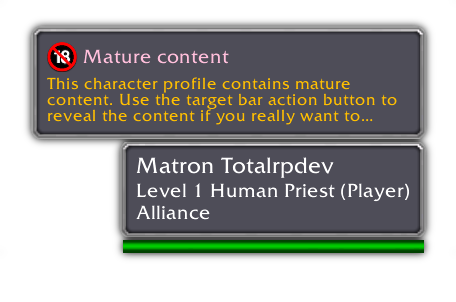 18
Mature content
This character profile contains mature
content. Use the target bar action button to
reveal the content if you really want to...
Matron Totalrpdev
Level 1 Human Priest (Player)
Alliance